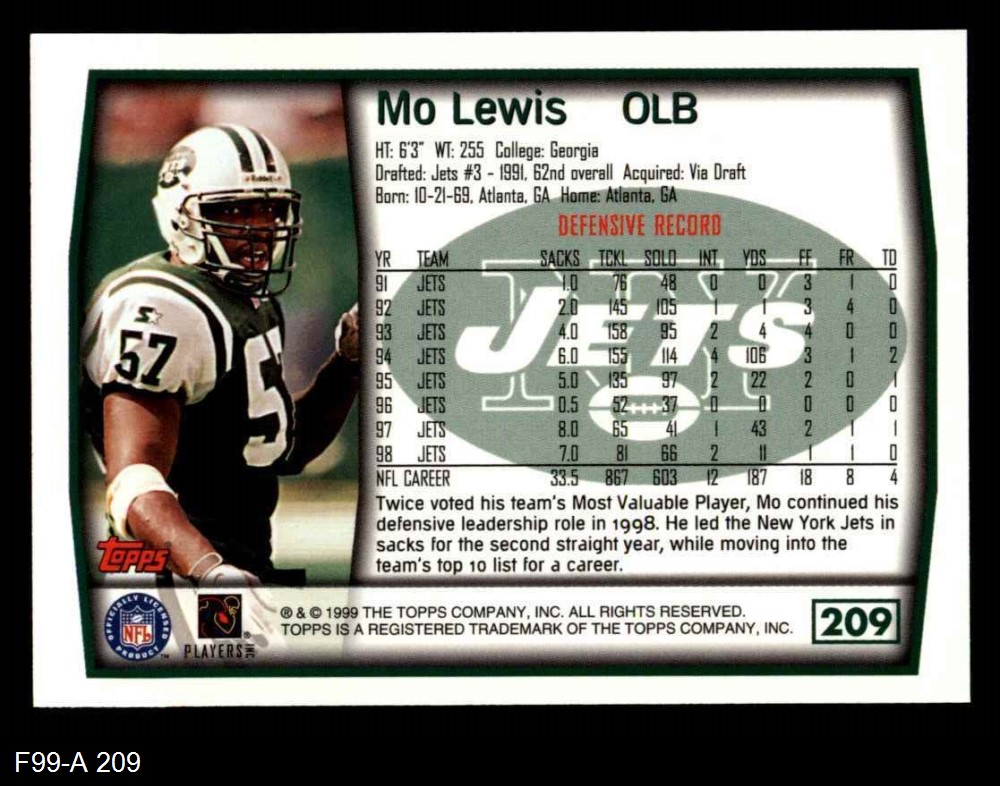 Mo Lewis OLB
HT: 6'3" WT: 255 College: Georgia
Drafted: Jets #3 - 1991, 62nd overall Acquired: Via Draft
Born: 10-21-69, Atlanta, GA Home: Atlanta, GA
DEFENSIVE RECORD
YR TEAM SACKS TCKL SOLO INT YDS FF FR TD
91 JETS 1.0 76 48 0 0 3 1 0
92 JETS 2.0 145 105 1 1 3 4 0
93 JETS 4.0 158 95 2 4 4 0 0
94 JETS 6.0 155 114 4 106 3 1 2
95 JETS 5.0 135 97 2 22 2 0 1
96 JETS 0.5 52 37 0 0 0 0 0
97 JETS 8.0 65 41 1 43 2 1 1
98 JETS 7.0 81 66 2 11 1 1 0
NFL CAREER 33.5 867 603 12 187 18 8 4
JETS
NY
Twice voted his team's Most Valuable Player, Mo continued his
defensive leadership role in 1998. He led the New York Jets in
sacks for the second straight year, while moving into the
team's top 10 list for a career.
57
5
Topps
OFFICIALLY LICENSED
NFL
PRODUCT
™
PLAYERS INC
® & © 1999 THE TOPPS COMPANY, INC. ALL RIGHTS RESERVED.
TOPPS IS A REGISTERED TRADEMARK OF THE TOPPS COMPANY, INC.
209
F99-A 209